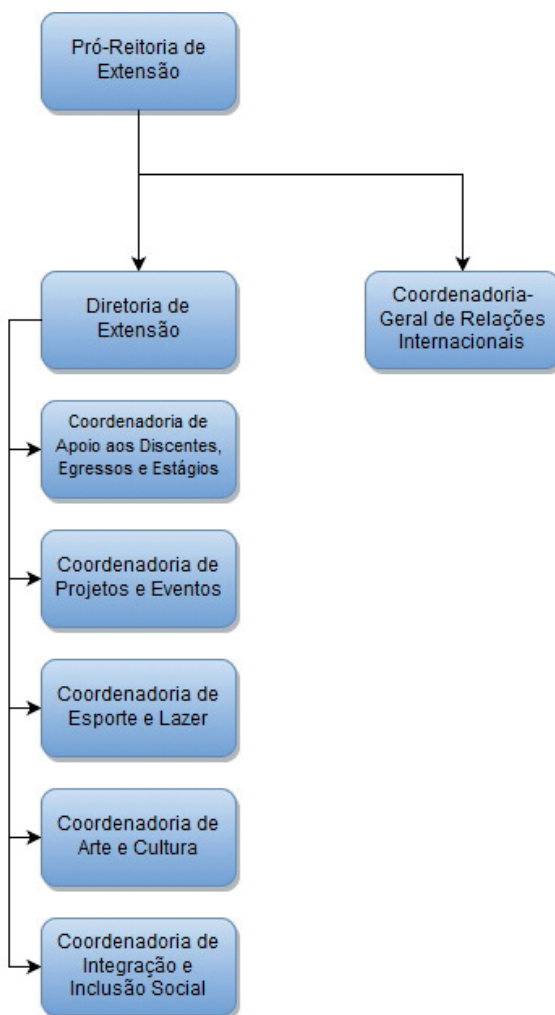 Pró-Reitoria de
Extensão
Diretoria de
Extensão
Coordenadoria-
Geral de Relações
Internacionais
Coordenadoria de
Apoio aos Discentes,
Egressos e Estágios
Coordenadoria de
Projetos e Eventos
Coordenadoria de
Esporte e Lazer
Coordenadoria de
Arte e Cultura
Coordenadoria de
Integração e
Inclusão Social